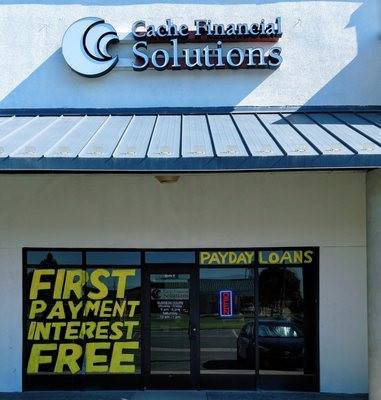 Cache Financial
Solutions
PAYDAY LOANS
FIRST
PAYMENT
INTEREST
FREE